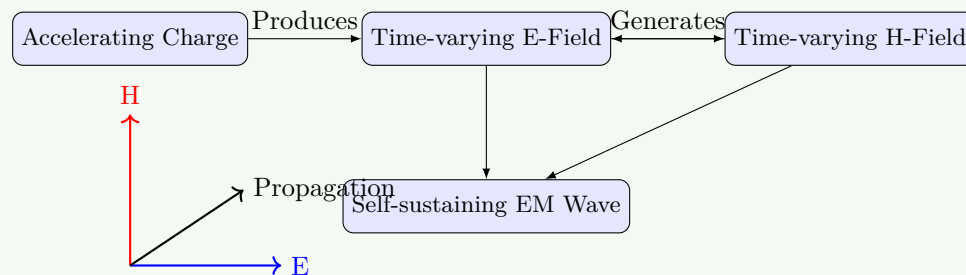 Accelerating Charge
Produces
Time-varying E-Field
Generates
Time-varying H-Field
H
Propagation
Self-sustaining EM Wave
E